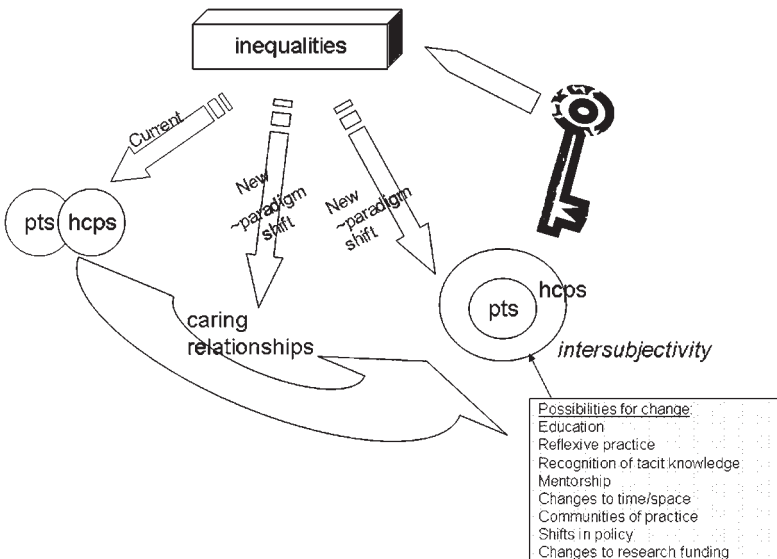 inequalities
Current
New
~paradigm
shift
New
~paradigm
shift
pts
hcps
hcps
pts
caring
relationships
intersubjectivity
Possibilities for change:
Education
Reflexive practice
Recognition of tacit knowledge
Mentorship
Changes to time/space
Communities of practice
Shifts in policy
Changes to research funding